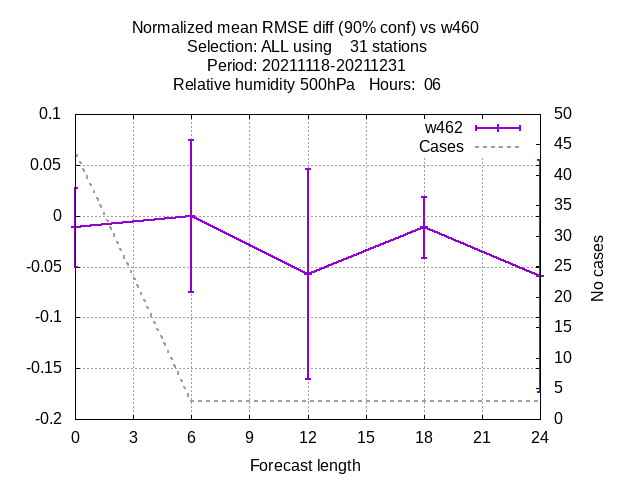 Normalized mean RMSE diff (90% conf) vs w460
Selection: ALL using    31 stations
Period: 20211118-20211231
Relative humidity 500hPa   Hours:  06
0.1
0.05
0
-0.05
-0.1
-0.15
-0.2
w462
Cases
50
45
40
35
30
25
20
15
10
5
0
No cases
0 3 6 9 12 15 18 21 24
Forecast length